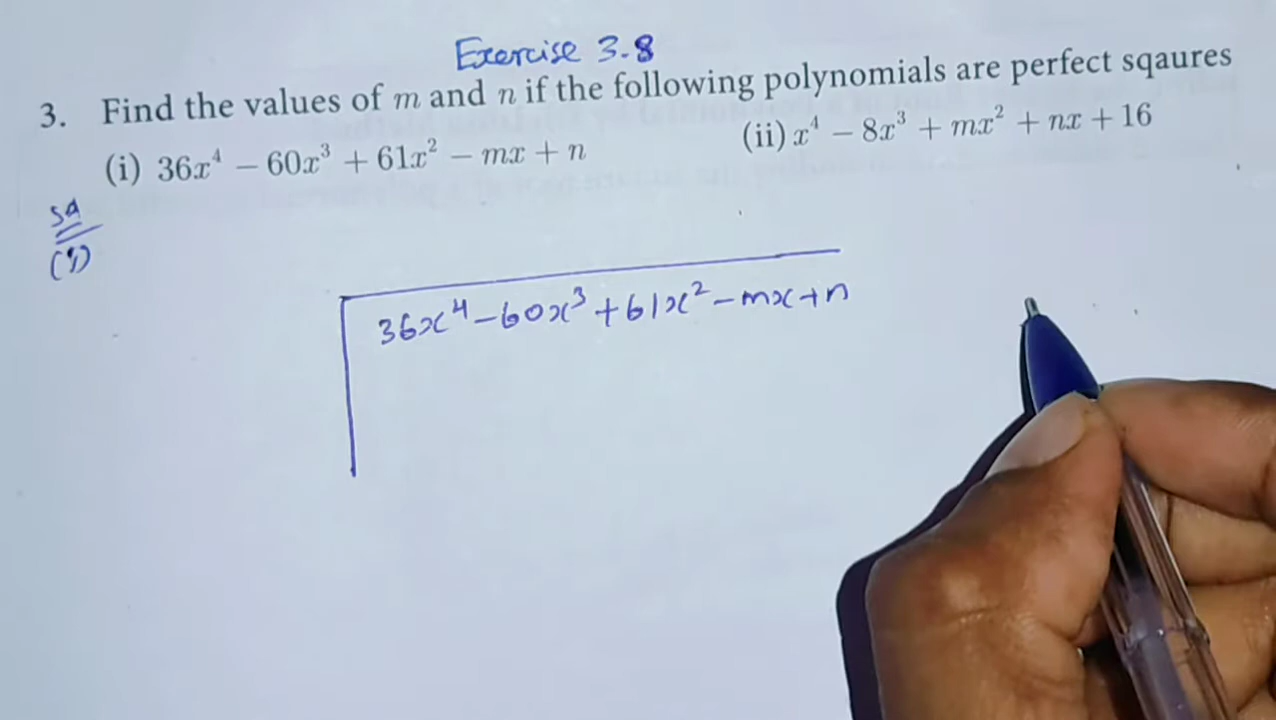 Exercise 3.8
3. Find the values of m and n if the following polynomials are perfect sqaures
(i) 36x⁴ − 60x³ + 61x² − mx + n (ii) x⁴ − 8x³ + mx² + nx + 16
(i)
36x⁴ − 60x³ + 61x² − mx + n